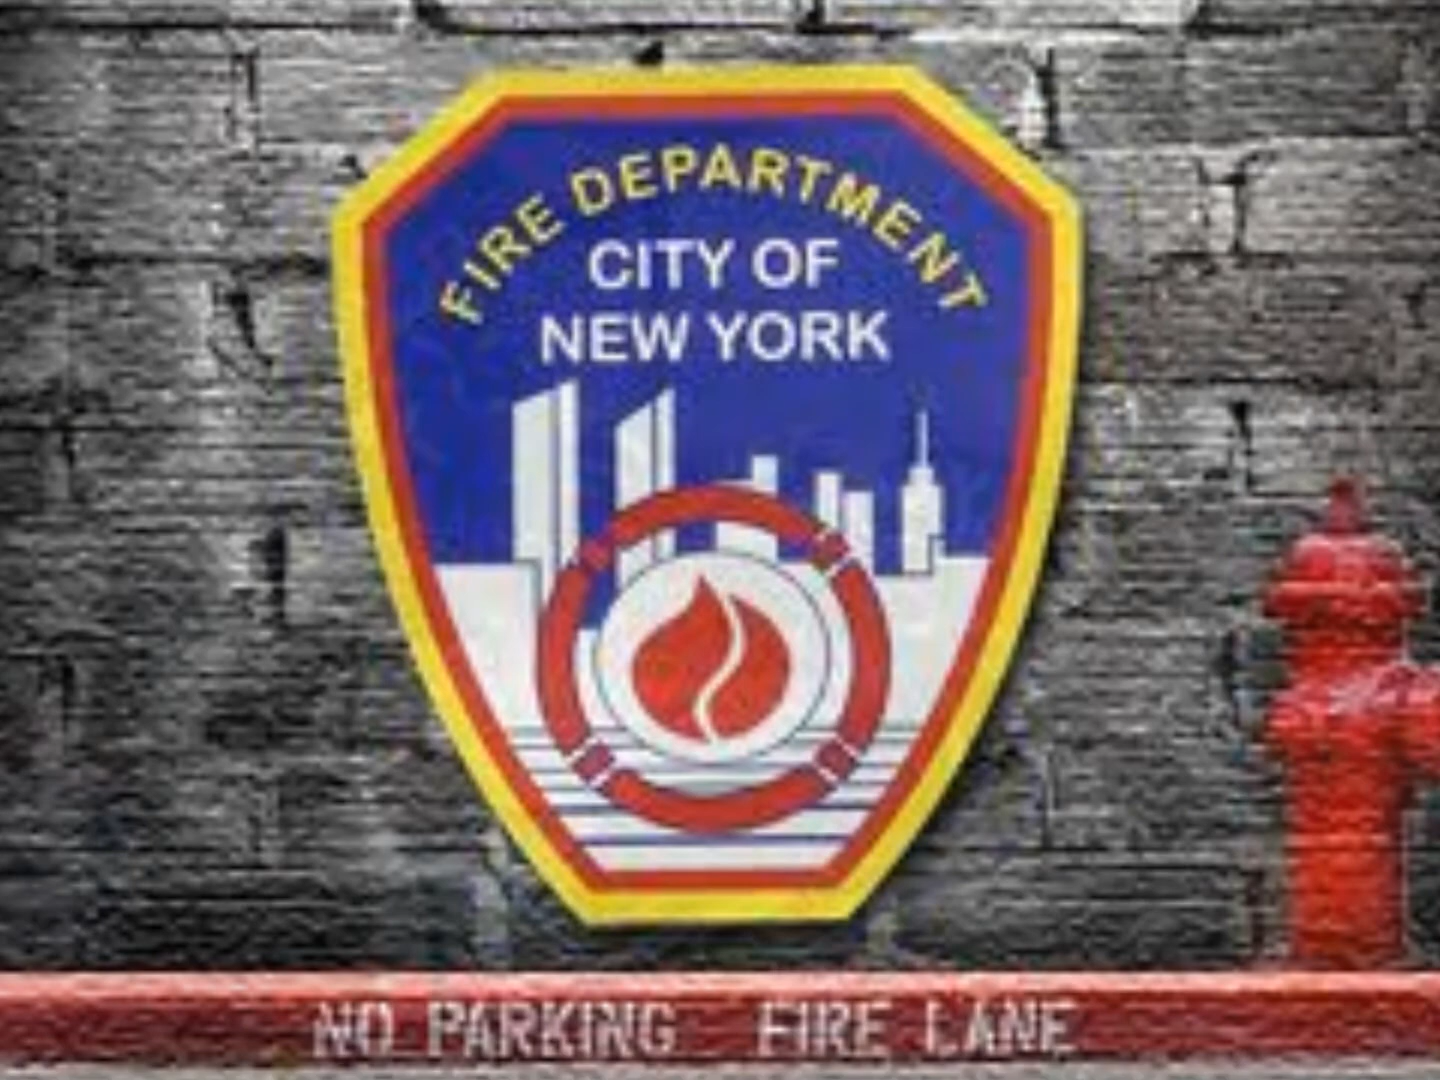 FIRE DEPARTMENT
CITY OF
NEW YORK
NO PARKING FIRE LANE